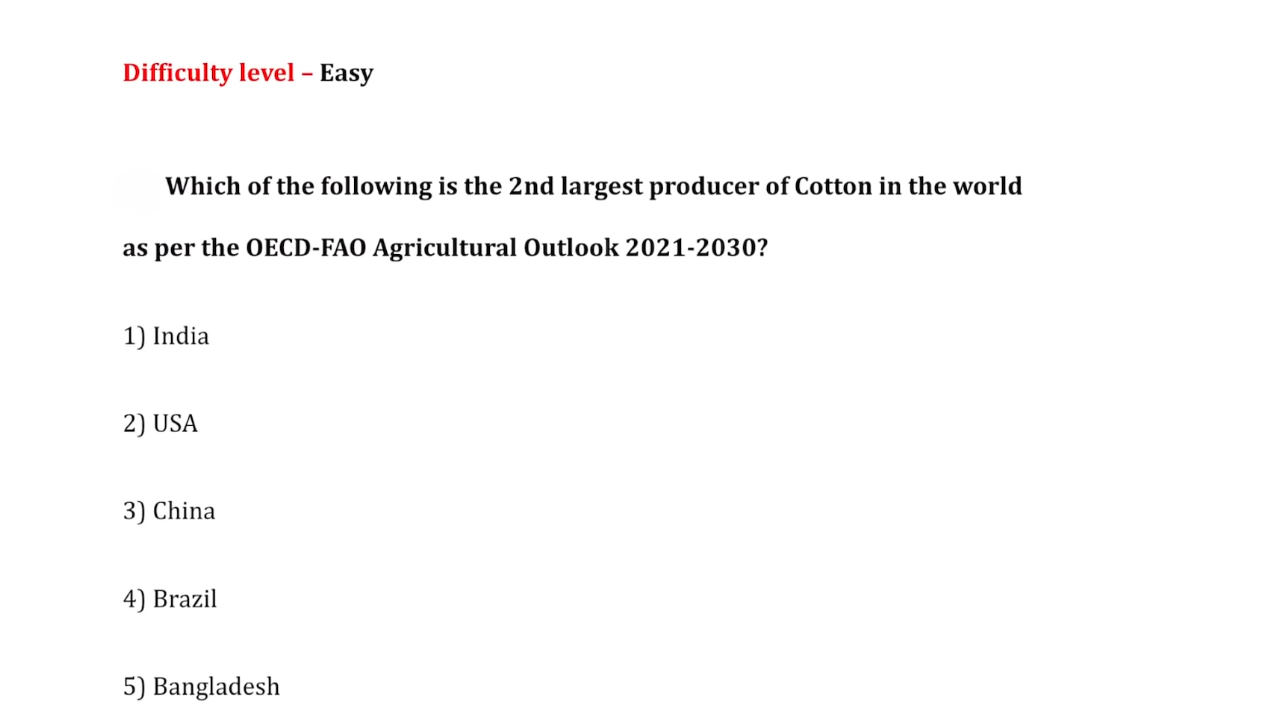 Difficulty level – Easy
Which of the following is the 2nd largest producer of Cotton in the world
as per the OECD-FAO Agricultural Outlook 2021-2030?
1) India
2) USA
3) China
4) Brazil
5) Bangladesh